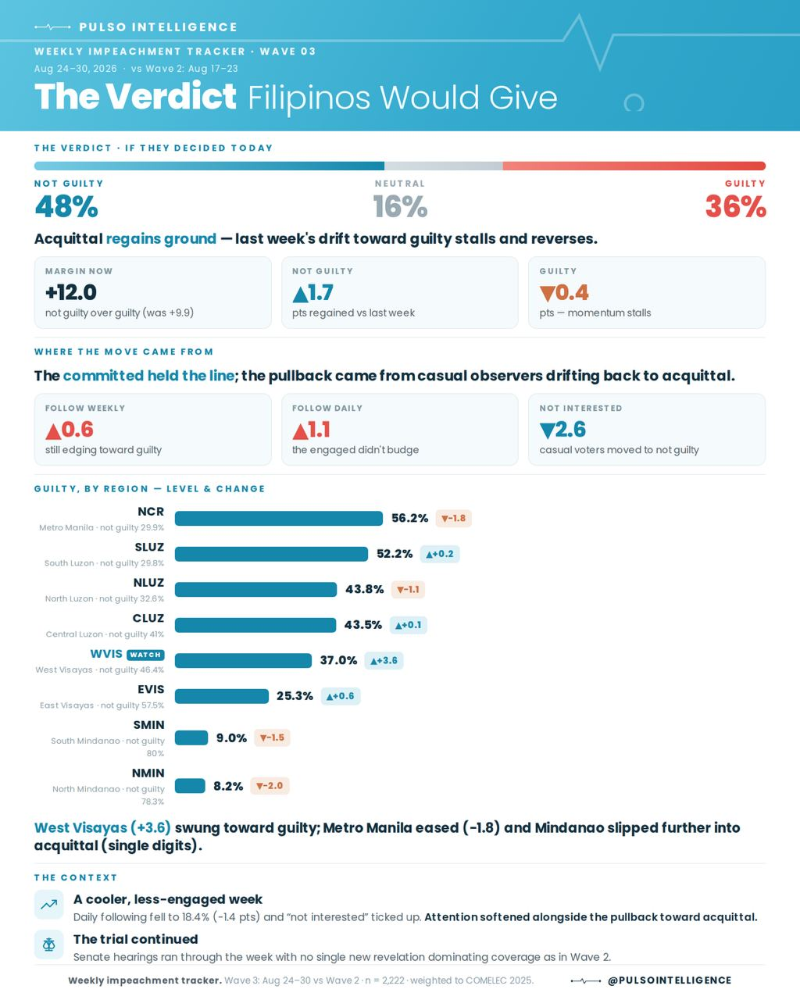 PULSO INTELLIGENCE
WEEKLY IMPEACHMENT TRACKER · WAVE 03
Aug 24–30, 2026 · vs Wave 2: Aug 17–23
The Verdict Filipinos Would Give
THE VERDICT · IF THEY DECIDED TODAY
NOT GUILTY NEUTRAL GUILTY
48% 16% 36%
Acquittal regains ground — last week's drift toward guilty stalls and reverses.
MARGIN NOW
+12.0
not guilty over guilty (was +9.9)
NOT GUILTY
▲1.7
pts regained vs last week
GUILTY
▼0.4
pts — momentum stalls
WHERE THE MOVE CAME FROM
The committed held the line; the pullback came from casual observers drifting back to acquittal.
FOLLOW WEEKLY
▲0.6
still edging toward guilty
FOLLOW DAILY
▲1.1
the engaged didn't budge
NOT INTERESTED
▼2.6
casual voters moved to not guilty
GUILTY, BY REGION — LEVEL & CHANGE
NCR
Metro Manila · not guilty 29.9%
56.2% ▼-1.8
SLUZ
South Luzon · not guilty 29.8%
52.2% ▲+0.2
NLUZ
North Luzon · not guilty 32.6%
43.8% ▼-1.1
CLUZ
Central Luzon · not guilty 41%
43.5% ▲+0.1
WVIS WATCH
West Visayas · not guilty 46.4%
37.0% ▲+3.6
EVIS
East Visayas · not guilty 57.5%
25.3% ▲+0.6
SMIN
South Mindanao · not guilty
80%
9.0% ▼-1.5
NMIN
North Mindanao · not guilty
78.3%
8.2% ▼-2.0
West Visayas (+3.6) swung toward guilty; Metro Manila eased (-1.8) and Mindanao slipped further into
acquittal (single digits).
THE CONTEXT
A cooler, less-engaged week
Daily following fell to 18.4% (-1.4 pts) and “not interested” ticked up. Attention softened alongside the pullback toward acquittal.
The trial continued
Senate hearings ran through the week with no single new revelation dominating coverage as in Wave 2.
Weekly impeachment tracker. Wave 3: Aug 24–30 vs Wave 2 · n = 2,222 · weighted to COMELEC 2025.
@PULSOINTELLIGENCE